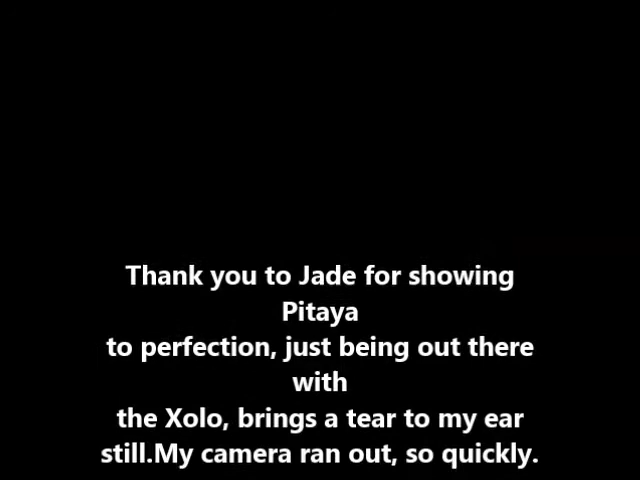 Thank you to Jade for showing
Pitaya
to perfection, just being out there
with
the Xolo, brings a tear to my ear
still.My camera ran out, so quickly.